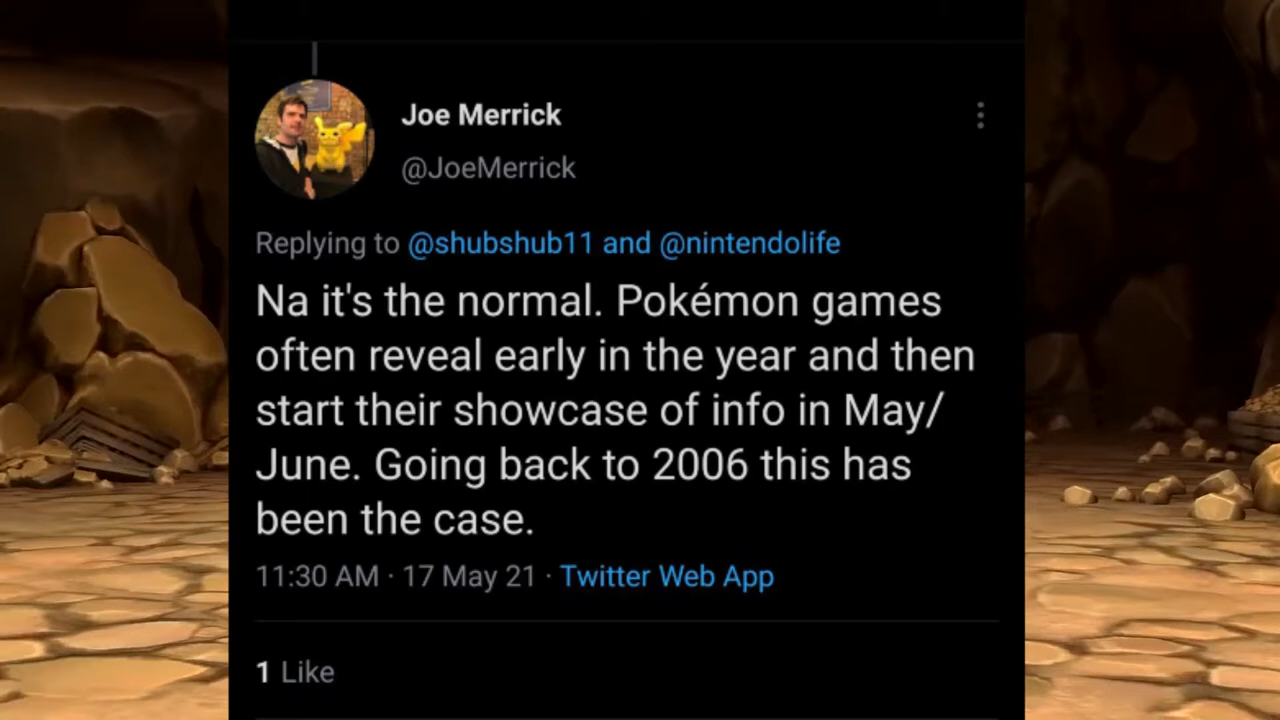 Joe Merrick
@JoeMerrick
Replying to @shubshub11 and @nintendolife
Na it's the normal. Pokémon games
often reveal early in the year and then
start their showcase of info in May/
June. Going back to 2006 this has
been the case.
11:30 AM · 17 May 21 · Twitter Web App
1 Like